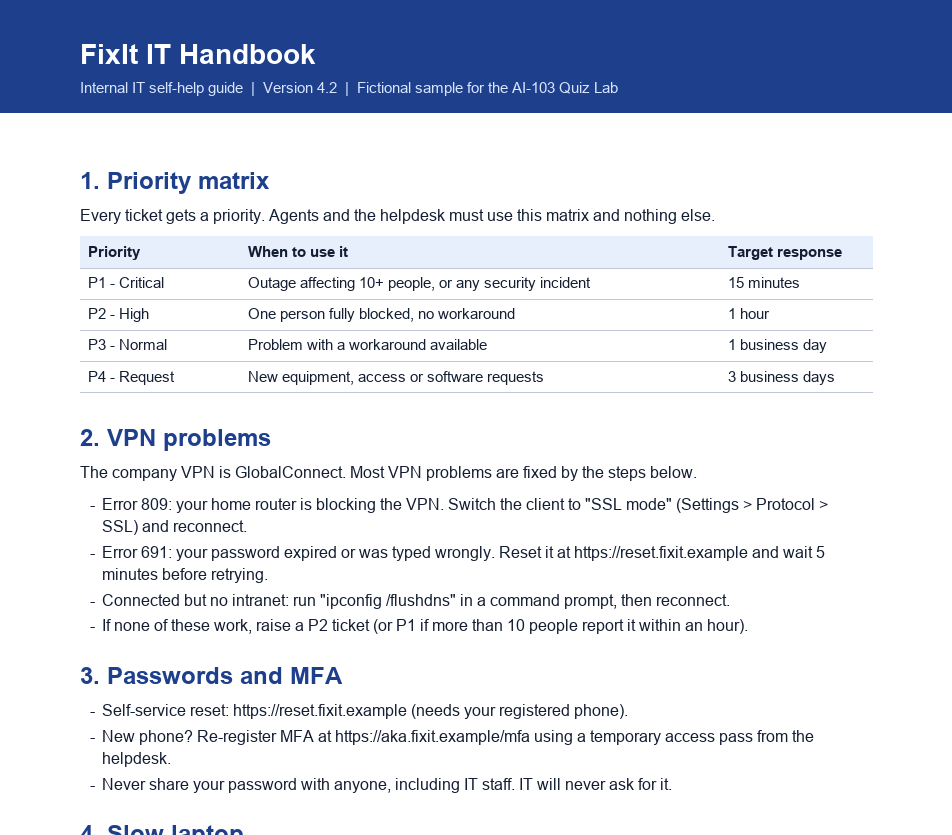 FixIt IT Handbook
Internal IT self-help guide | Version 4.2 | Fictional sample for the AI-103 Quiz Lab
1. Priority matrix
Every ticket gets a priority. Agents and the helpdesk must use this matrix and nothing else.
Priority When to use it Target response
P1 - Critical Outage affecting 10+ people, or any security incident 15 minutes
P2 - High One person fully blocked, no workaround 1 hour
P3 - Normal Problem with a workaround available 1 business day
P4 - Request New equipment, access or software requests 3 business days
2. VPN problems
The company VPN is GlobalConnect. Most VPN problems are fixed by the steps below.
- Error 809: your home router is blocking the VPN. Switch the client to "SSL mode" (Settings > Protocol >
SSL) and reconnect.
- Error 691: your password expired or was typed wrongly. Reset it at https://reset.fixit.example and wait 5
minutes before retrying.
- Connected but no intranet: run "ipconfig /flushdns" in a command prompt, then reconnect.
- If none of these work, raise a P2 ticket (or P1 if more than 10 people report it within an hour).
3. Passwords and MFA
- Self-service reset: https://reset.fixit.example (needs your registered phone).
- New phone? Re-register MFA at https://aka.fixit.example/mfa using a temporary access pass from the
helpdesk.
- Never share your password with anyone, including IT staff. IT will never ask for it.
4. Slow laptop